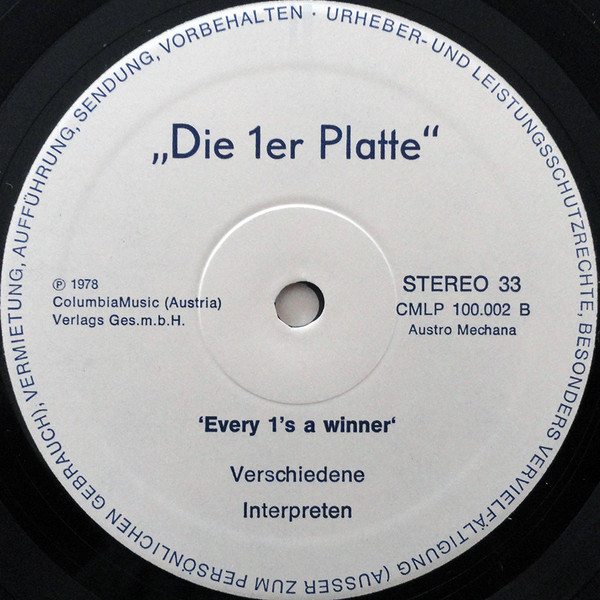 URHEBER- UND LEISTUNGSSCHUTZRECHTE, BESONDERS VERVIELFÄLTIGUNG (AUSSER ZUM PERSÖNLICHEN GEBRAUCH), VERMIETUNG, AUFFÜHRUNG, SENDUNG, VORBEHALTEN ·
„Die 1er Platte“
℗ 1978
ColumbiaMusic (Austria)
Verlags Ges.m.b.H.
STEREO 33
CMLP 100.002 B
Austro Mechana
‘Every 1's a winner‘
Verschiedene
Interpreten